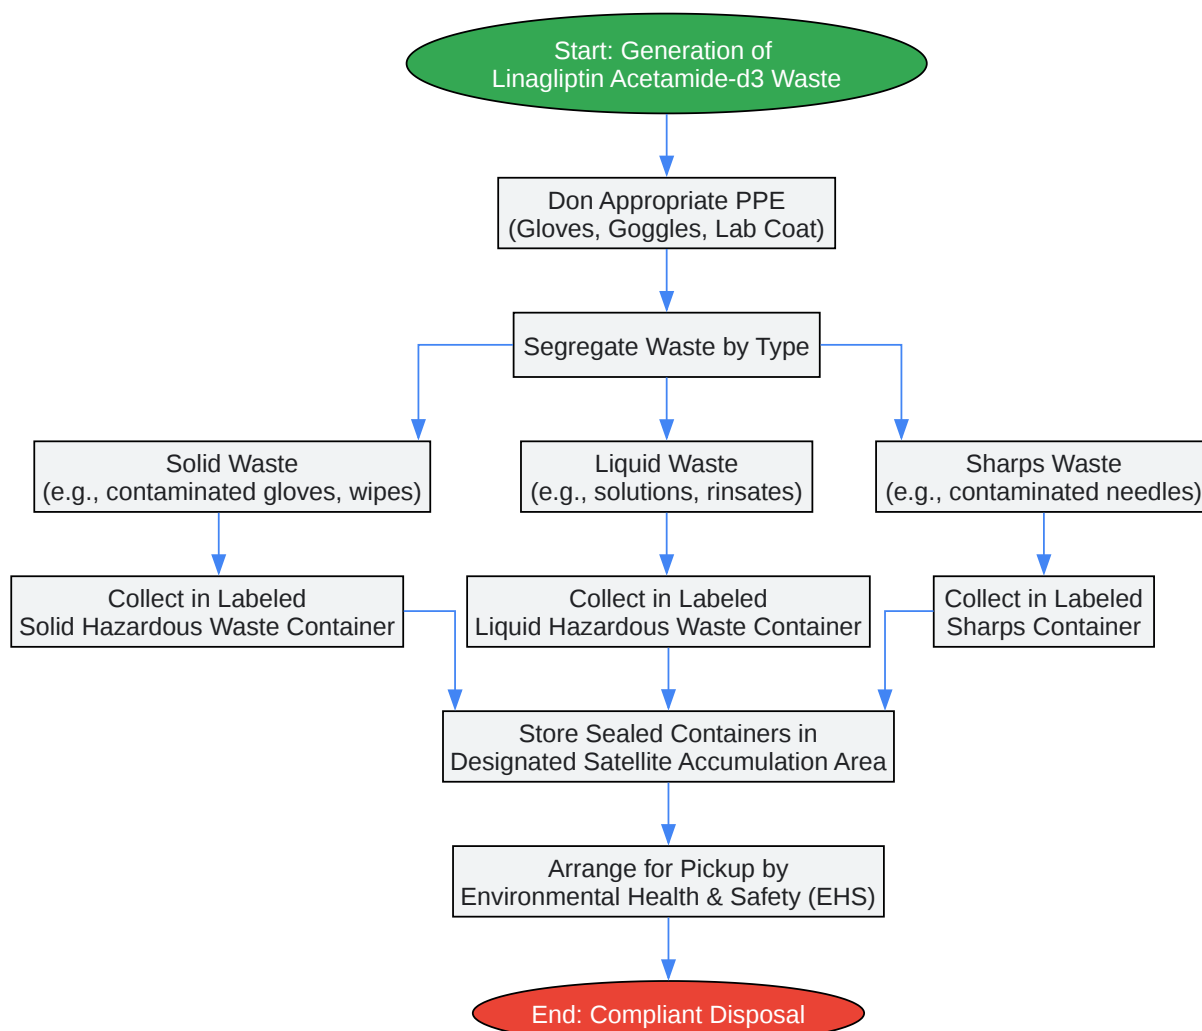 Start: Generation of
Linagliptin Acetamide-d3 Waste
Don Appropriate PPE
(Gloves, Goggles, Lab Coat)
Segregate Waste by Type
Solid Waste
(e.g., contaminated gloves, wipes)
Liquid Waste
(e.g., solutions, rinsates)
Sharps Waste
(e.g., contaminated needles)
Collect in Labeled
Solid Hazardous Waste Container
Collect in Labeled
Liquid Hazardous Waste Container
Collect in Labeled
Sharps Container
Store Sealed Containers in
Designated Satellite Accumulation Area
Arrange for Pickup by
Environmental Health & Safety (EHS)
End: Compliant Disposal